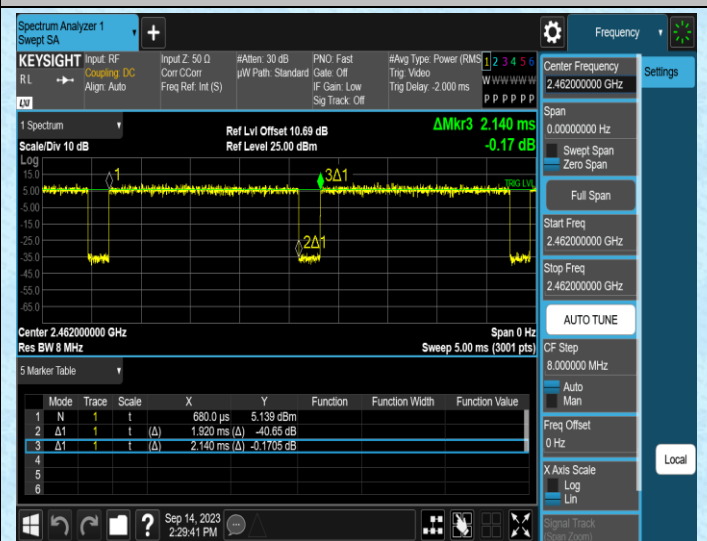 Spectrum Analyzer 1
Swept SA
+
Frequency
KEYSIGHT
RL
LXI
Input: RF
Coupling: DC
Align: Auto
Input Z: 50 Ω
Corr CCorr
Freq Ref: Int (S)
#Atten: 30 dB
µW Path: Standard
PNO: Fast
Gate: Off
IF Gain: Low
Sig Track: Off
#Avg Type: Power (RMS
Trig: Video
Trig Delay: -2.000 ms
1 2 3 4 5 6
W W W W W W
P P P P P P
1 Spectrum
Scale/Div 10 dB
Ref Lvl Offset 10.69 dB
Ref Level 25.00 dBm
ΔMkr3 2.140 ms
-0.17 dB
Log
15.0
5.00
-5.00
-15.0
-25.0
-35.0
-45.0
-55.0
-65.0
1
3Δ1
2Δ1
TRIG LVL
Center 2.462000000 GHz
Res BW 8 MHz
Span 0 Hz
Sweep 5.00 ms (3001 pts)
5 Marker Table
Mode Trace Scale X Y Function Function Width Function Value
1 N 1 t 680.0 µs 5.139 dBm
2 Δ1 1 t (Δ) 1.920 ms (Δ) -40.65 dB
3 Δ1 1 t (Δ) 2.140 ms (Δ) -0.1705 dB
4
5
6
Sep 14, 2023
2:29:41 PM
?
Center Frequency
2.462000000 GHz
Span
0.00000000 Hz
Swept Span
Zero Span
Full Span
Start Freq
2.462000000 GHz
Stop Freq
2.462000000 GHz
AUTO TUNE
CF Step
8.000000 MHz
Auto
Man
Freq Offset
0 Hz
X Axis Scale
Log
Lin
Signal Track
(Span Zoom)
Settings
Local